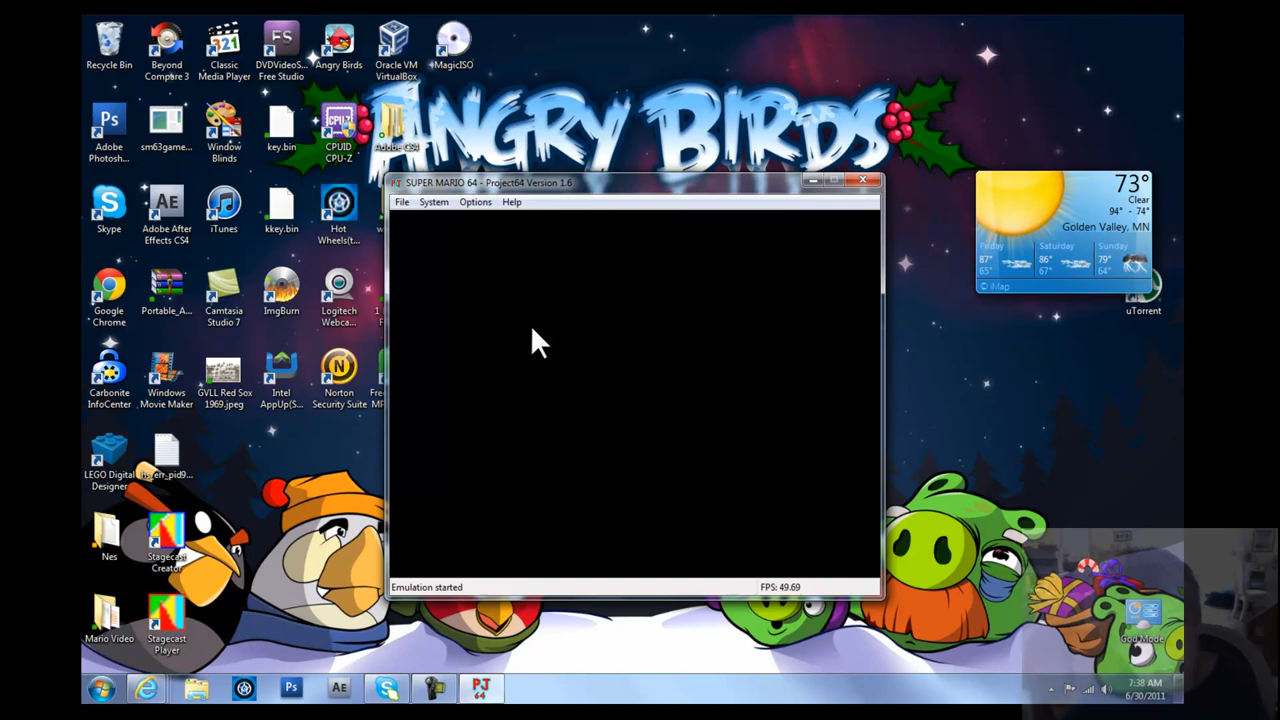 Recycle Bin
Beyond
Compare 3
Classic
Media Player
DVDVideoS...
Free Studio
Angry Birds
Oracle VM
VirtualBox
MagicISO
ANGRY BIRDS
Adobe
Photosh...
sm63game...
Window
Blinds
key.bin
CPUID
CPU-Z
Adobe CS4
SUPER MARIO 64 - Project64 Version 1.6
File System Options Help
Skype
Adobe After
Effects CS4
iTunes
kkey.bin
Hot
Wheels(t...
Google
Chrome
Portable_A...
Camtasia
Studio 7
ImgBurn
Logitech
Webca...
Carbonite
InfoCenter
Windows
Movie Maker
GVLL Red Sox
1969.jpeg
Intel
AppUp(S...
Norton
Security Suite
LEGO Digital
Designer
Nes
Stagecast
Creator
Mario Video
Stagecast
Player
73°
Clear
94° - 74°
Golden Valley, MN
Friday
87°
65°
Saturday
86°
67°
Sunday
79°
64°
© iMap
uTorrent
God Mode
Emulation started
FPS: 49.69
7:38 AM
6/30/2011